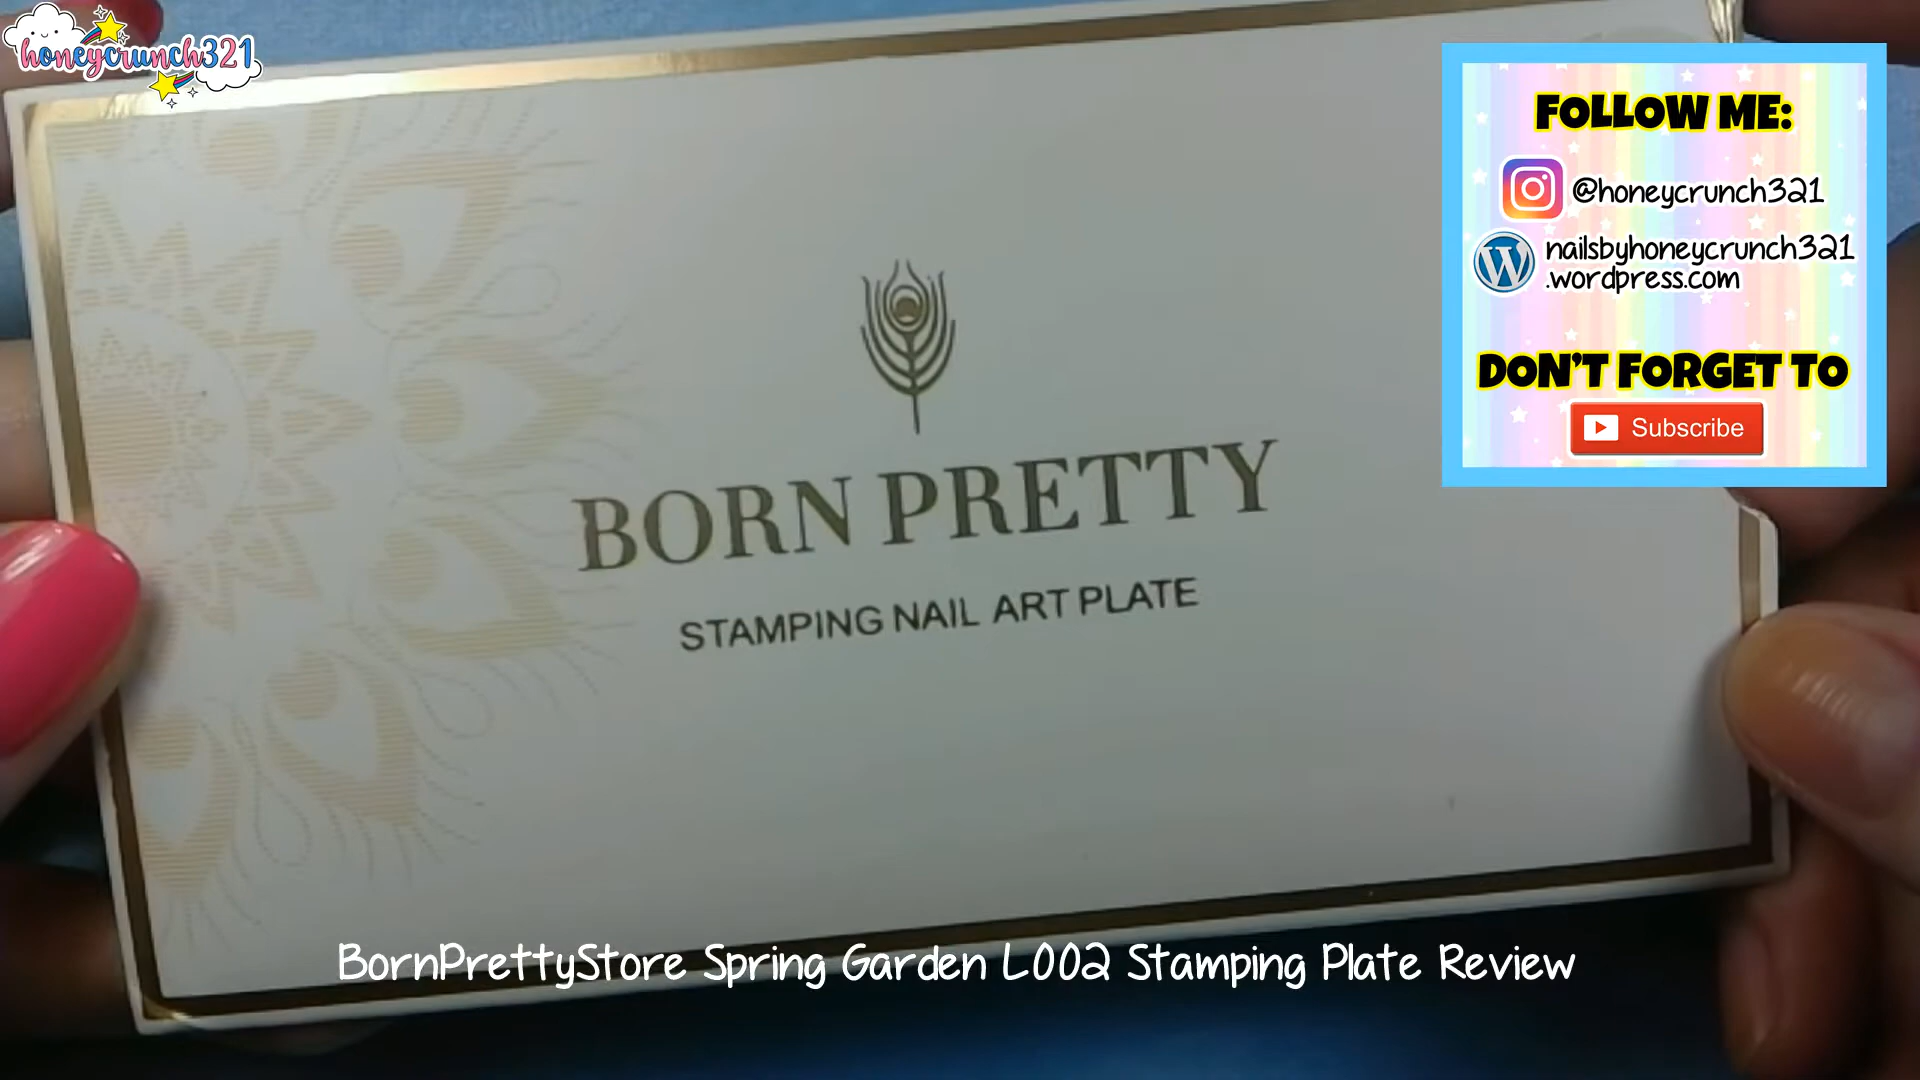 honeycrunch321
FOLLOW ME:
@honeycrunch321
nailsbyhoneycrunch321
.wordpress.com
DON'T FORGET TO
Subscribe
BORN PRETTY
STAMPING NAIL ART PLATE
BornPrettyStore Spring Garden L002 Stamping Plate Review